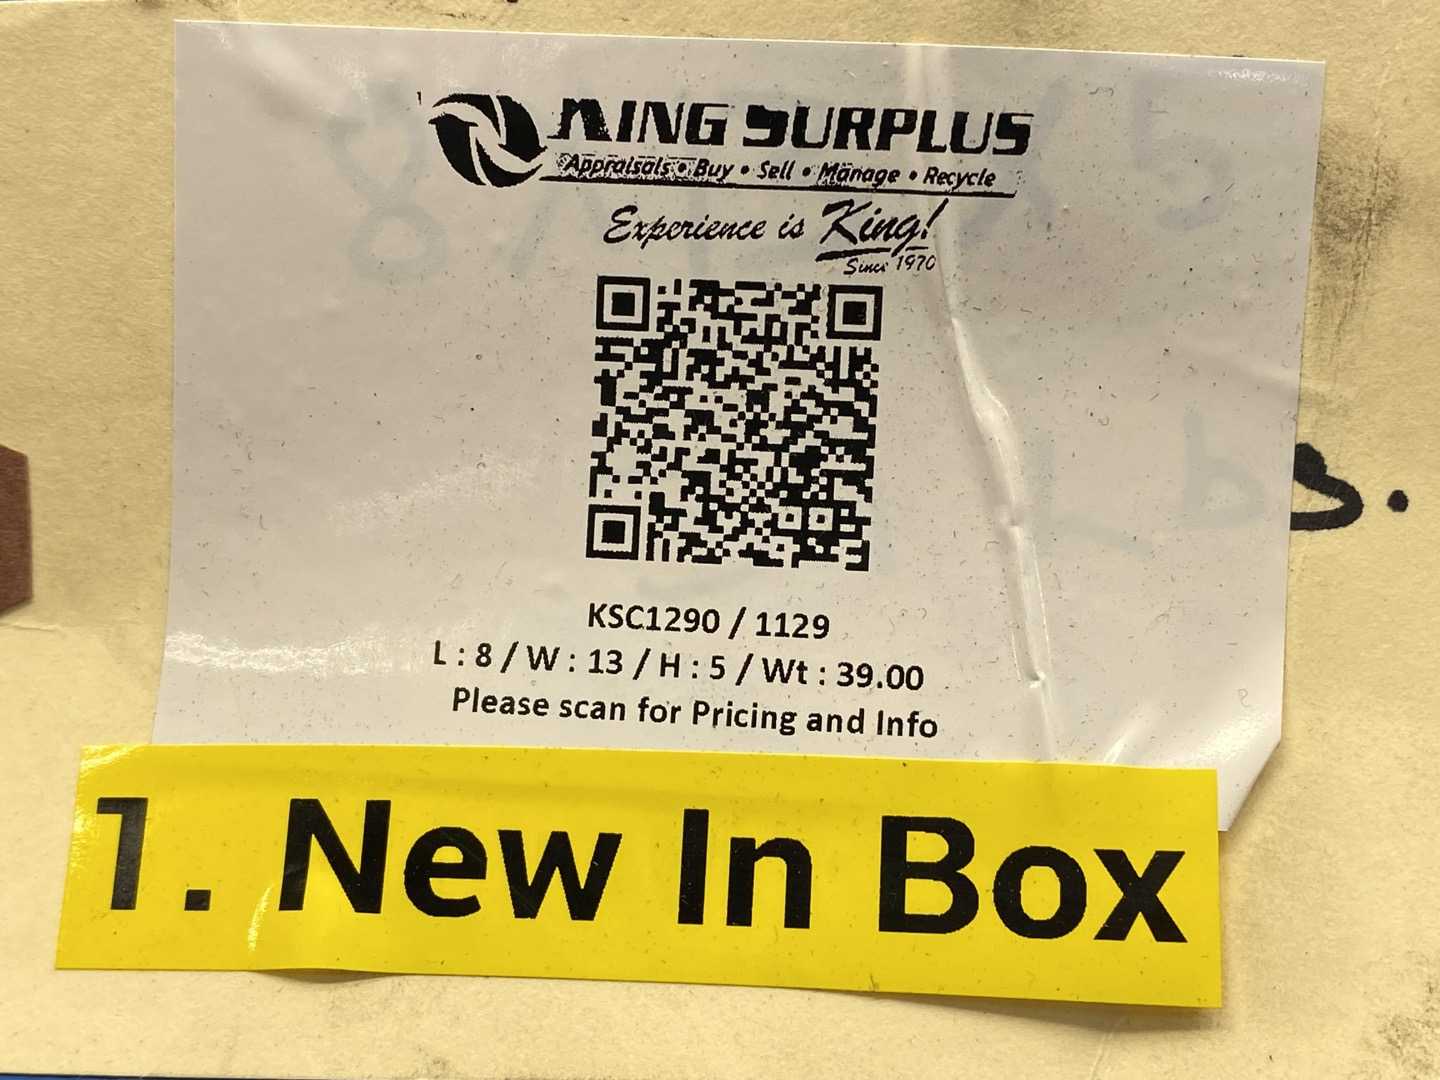 KING SURPLUS
Appraisals • Buy • Sell • Manage • Recycle
Experience is King!
Since 1970
KSC1290 / 1129
L : 8 / W : 13 / H : 5 / Wt : 39.00
Please scan for Pricing and Info
1. New In Box